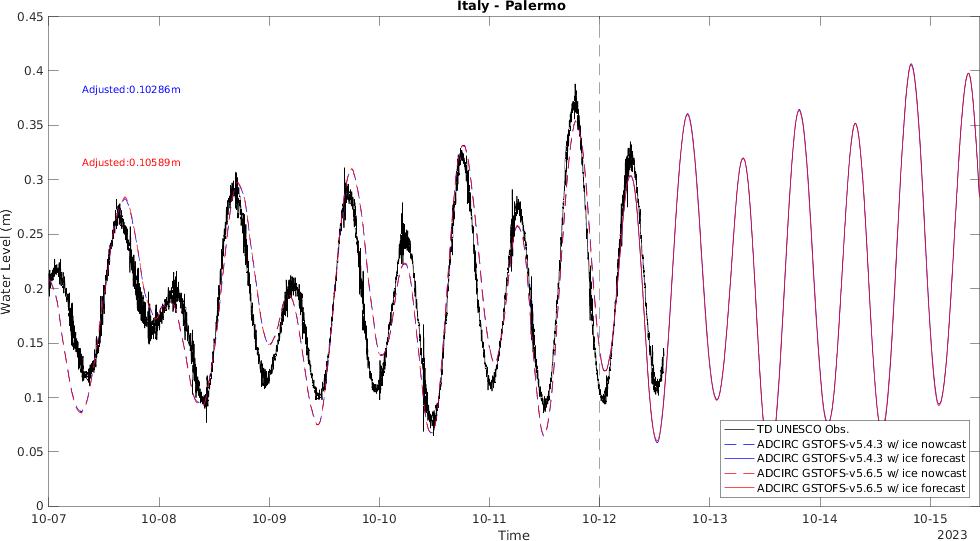 Italy - Palermo
0.45
0.4
0.35
0.3
0.25
0.2
0.15
0.1
0.05
0
Water Level (m)
Adjusted:0.10286m
Adjusted:0.10589m
TD UNESCO Obs.
ADCIRC GSTOFS-v5.4.3 w/ ice nowcast
ADCIRC GSTOFS-v5.4.3 w/ ice forecast
ADCIRC GSTOFS-v5.6.5 w/ ice nowcast
ADCIRC GSTOFS-v5.6.5 w/ ice forecast
10-07 10-08 10-09 10-10 10-11 10-12 10-13 10-14 10-15
Time
2023